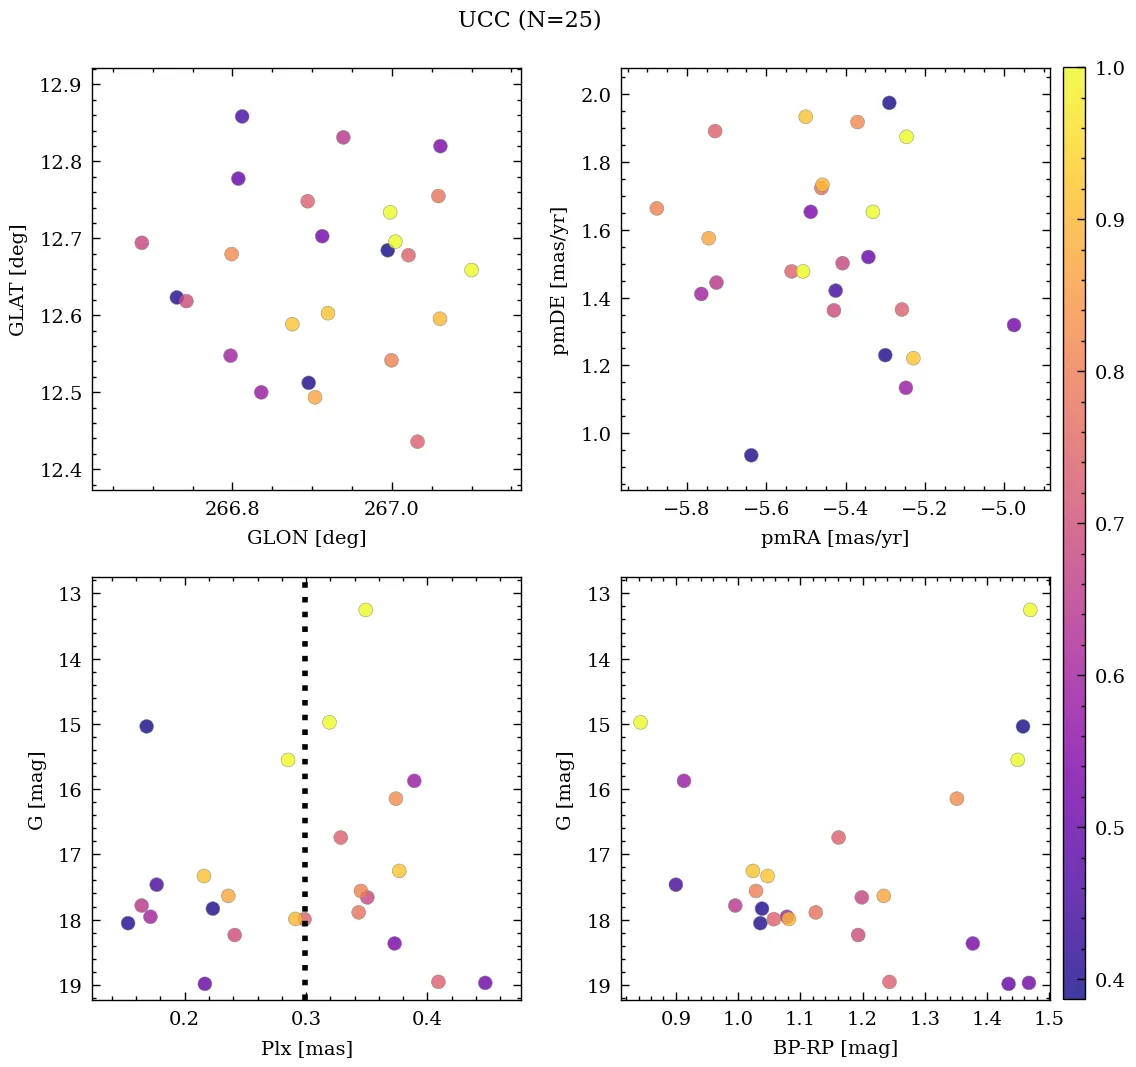 UCC (N=25)
12.9
12.8
12.7
12.6
12.5
12.4
GLAT [deg]
266.8 267.0
GLON [deg]
2.0
1.8
1.6
1.4
1.2
1.0
pmDE [mas/yr]
−5.8 −5.6 −5.4 −5.2 −5.0
pmRA [mas/yr]
13
14
15
16
17
18
19
G [mag]
0.2 0.3 0.4
Plx [mas]
13
14
15
16
17
18
19
G [mag]
0.9 1.0 1.1 1.2 1.3 1.4 1.5
BP-RP [mag]
1.0
0.9
0.8
0.7
0.6
0.5
0.4